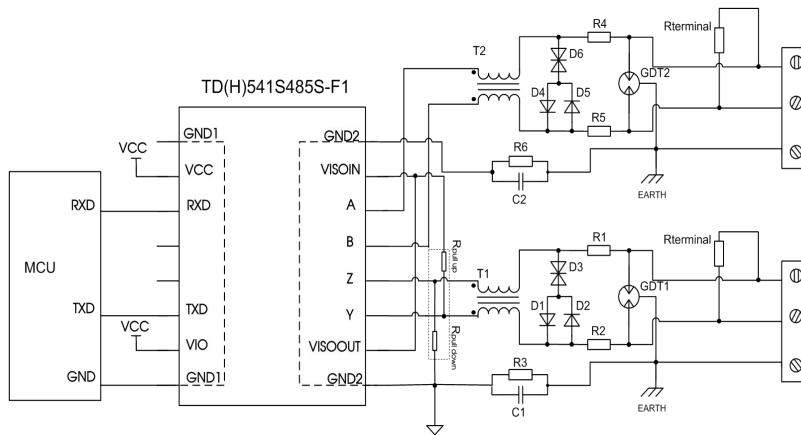 R4
Rterminal
T2
D6
GDT2
TD(H)541S485S-F1
D4
D5
R5
GND1
GND2
VCC
R6
VCC
VISOIN
C2
EARTH
RXD
RXD
A
MCU
B
Rpull up
R1
Rterminal
T1
Z
D3
GDT1
TXD
TXD
Y
D1
D2
VCC
R2
VIO
VISOOUT
Rpull down
R3
GND
GND1
GND2
C1
EARTH